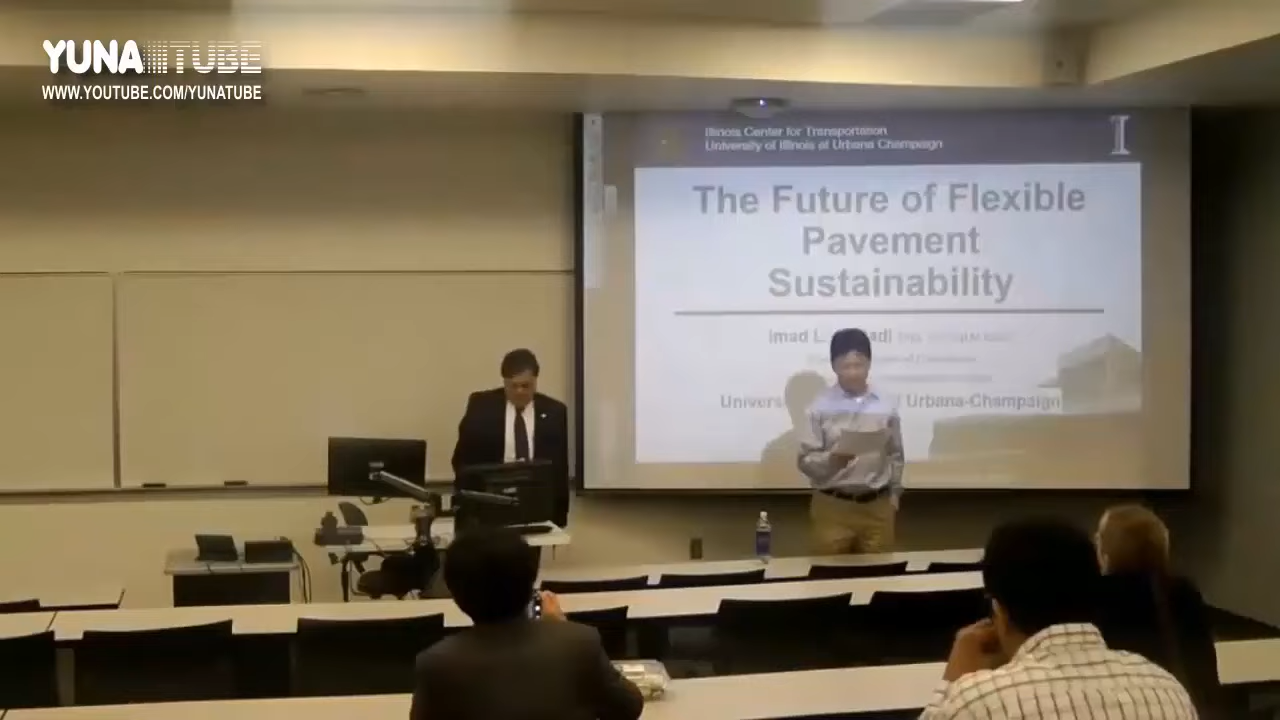 YUNA TUBE
WWW.YOUTUBE.COM/YUNATUBE
Illinois Center for Transportation
University of Illinois at Urbana Champaign
I
The Future of Flexible
Pavement
Sustainability
Imad L.
Urbana-Champaign